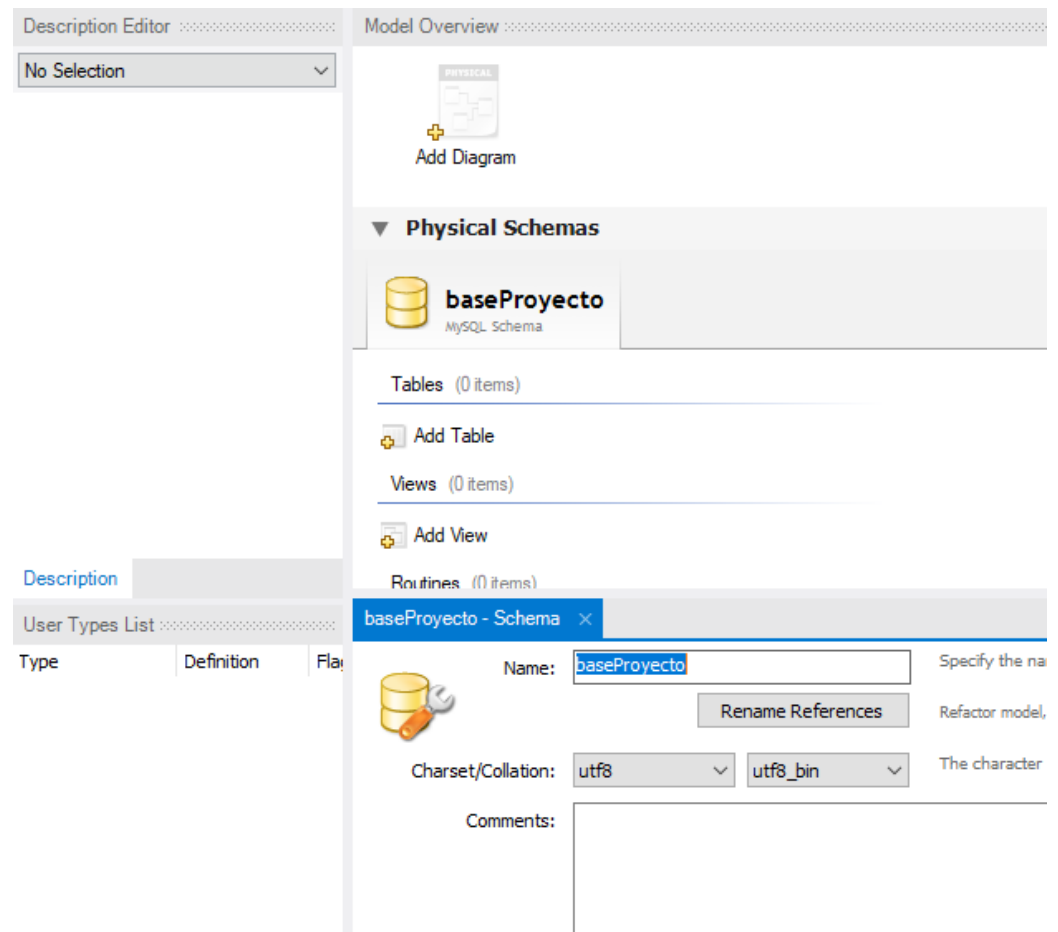 Description Editor
No Selection
Model Overview
PHYSICAL
Add Diagram
Physical Schemas
baseProyecto
MySQL Schema
Tables (0 items)
Add Table
Views (0 items)
Add View
Routines (0 items)
Description
User Types List
Type Definition Flag
baseProyecto - Schema
Name: baseProyecto Specify the na
Rename References Refactor model,
Charset/Collation: utf8 utf8_bin The character
Comments: